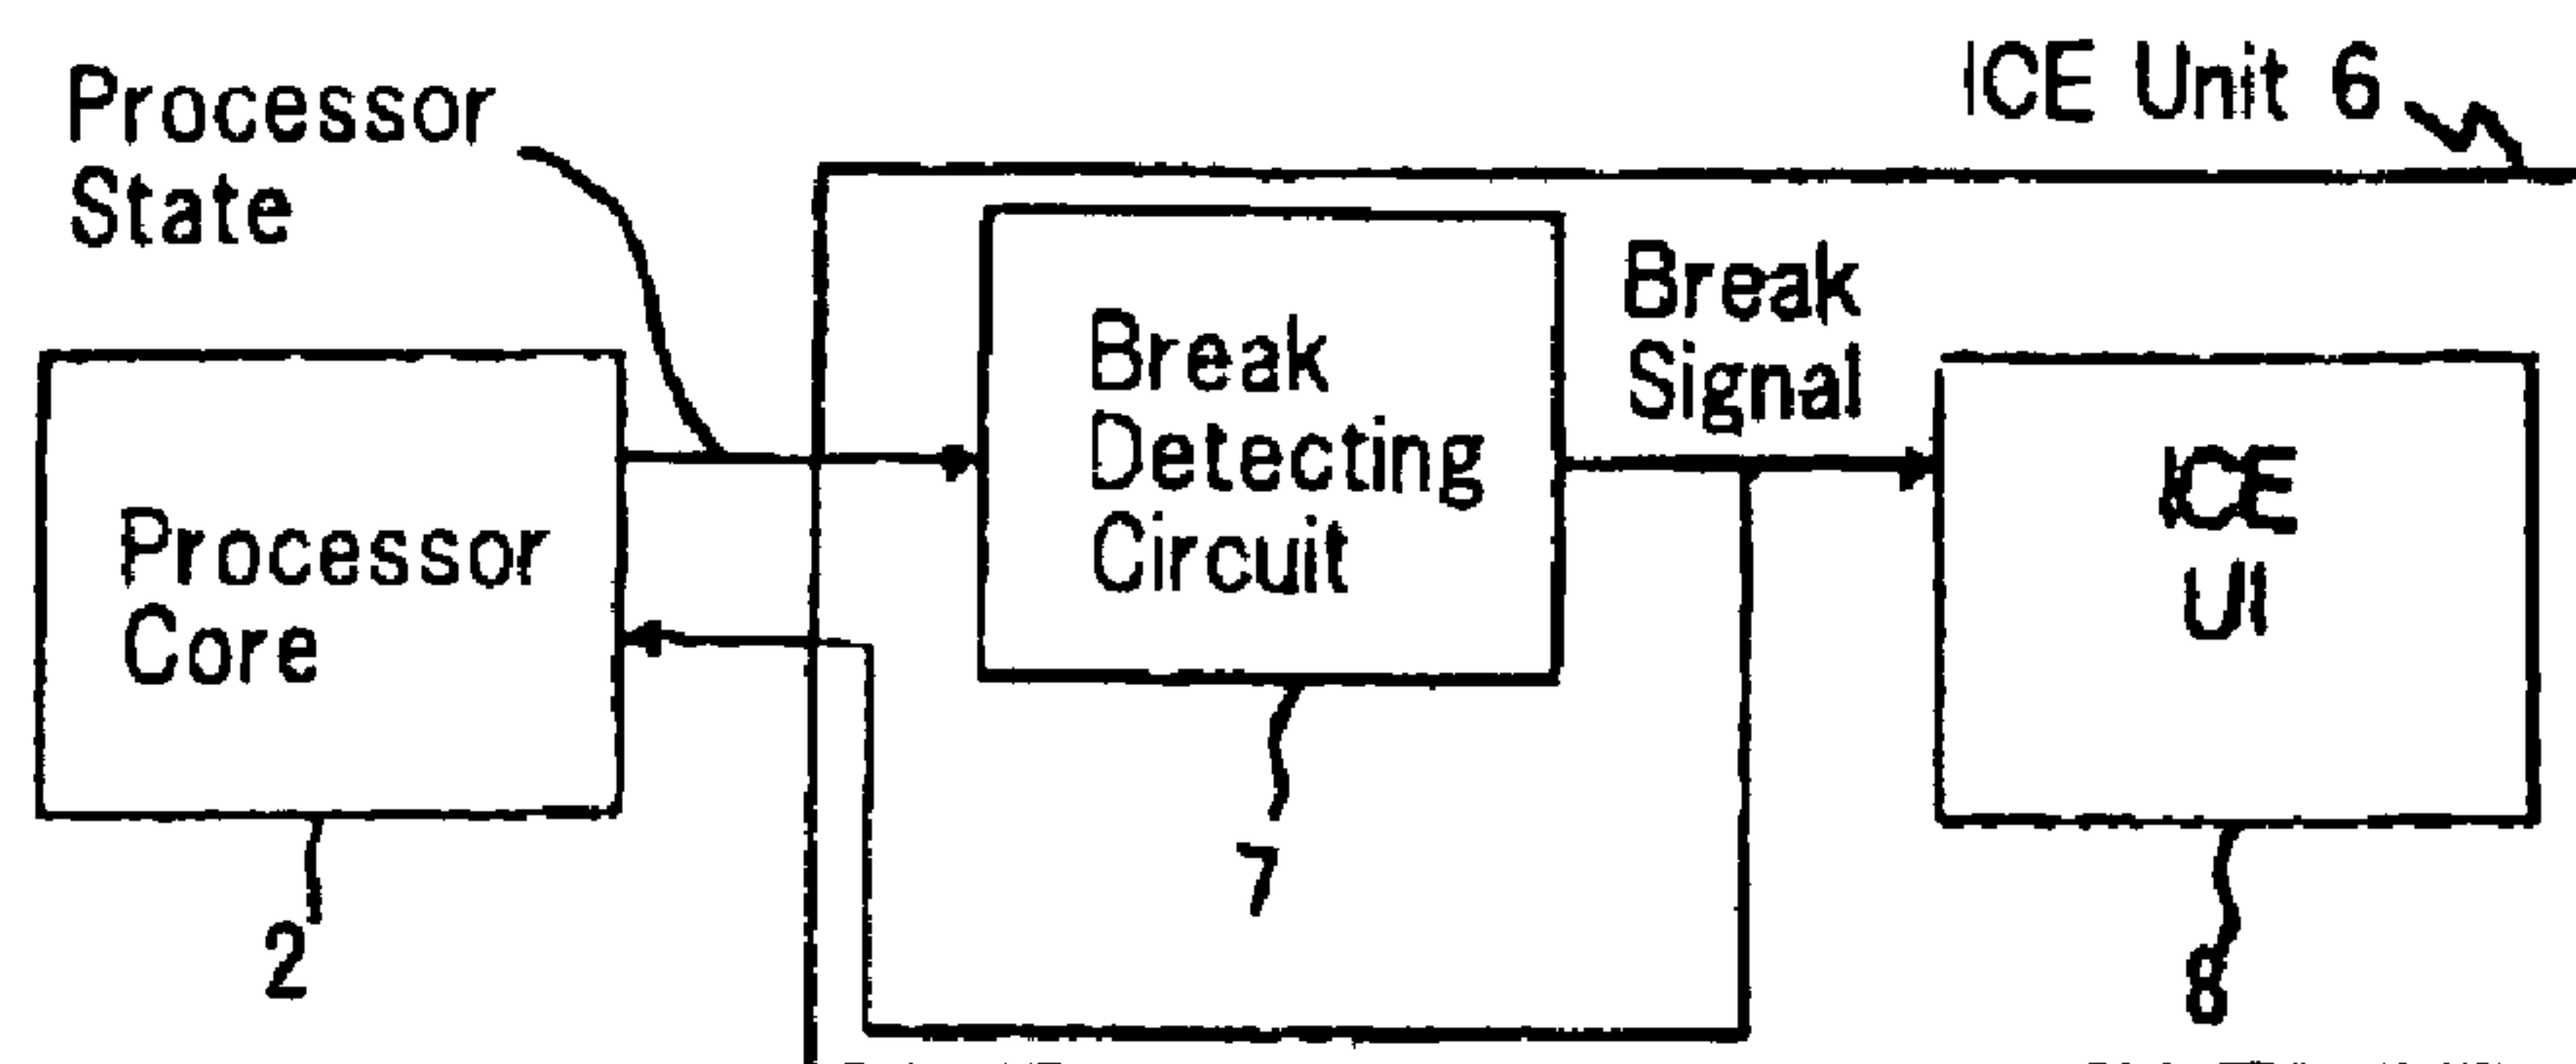 Processor
State
ICE Unit 6
Break
Signal
Break
Detecting
Circuit
ICE
UI
Processor
Core
7
2
8